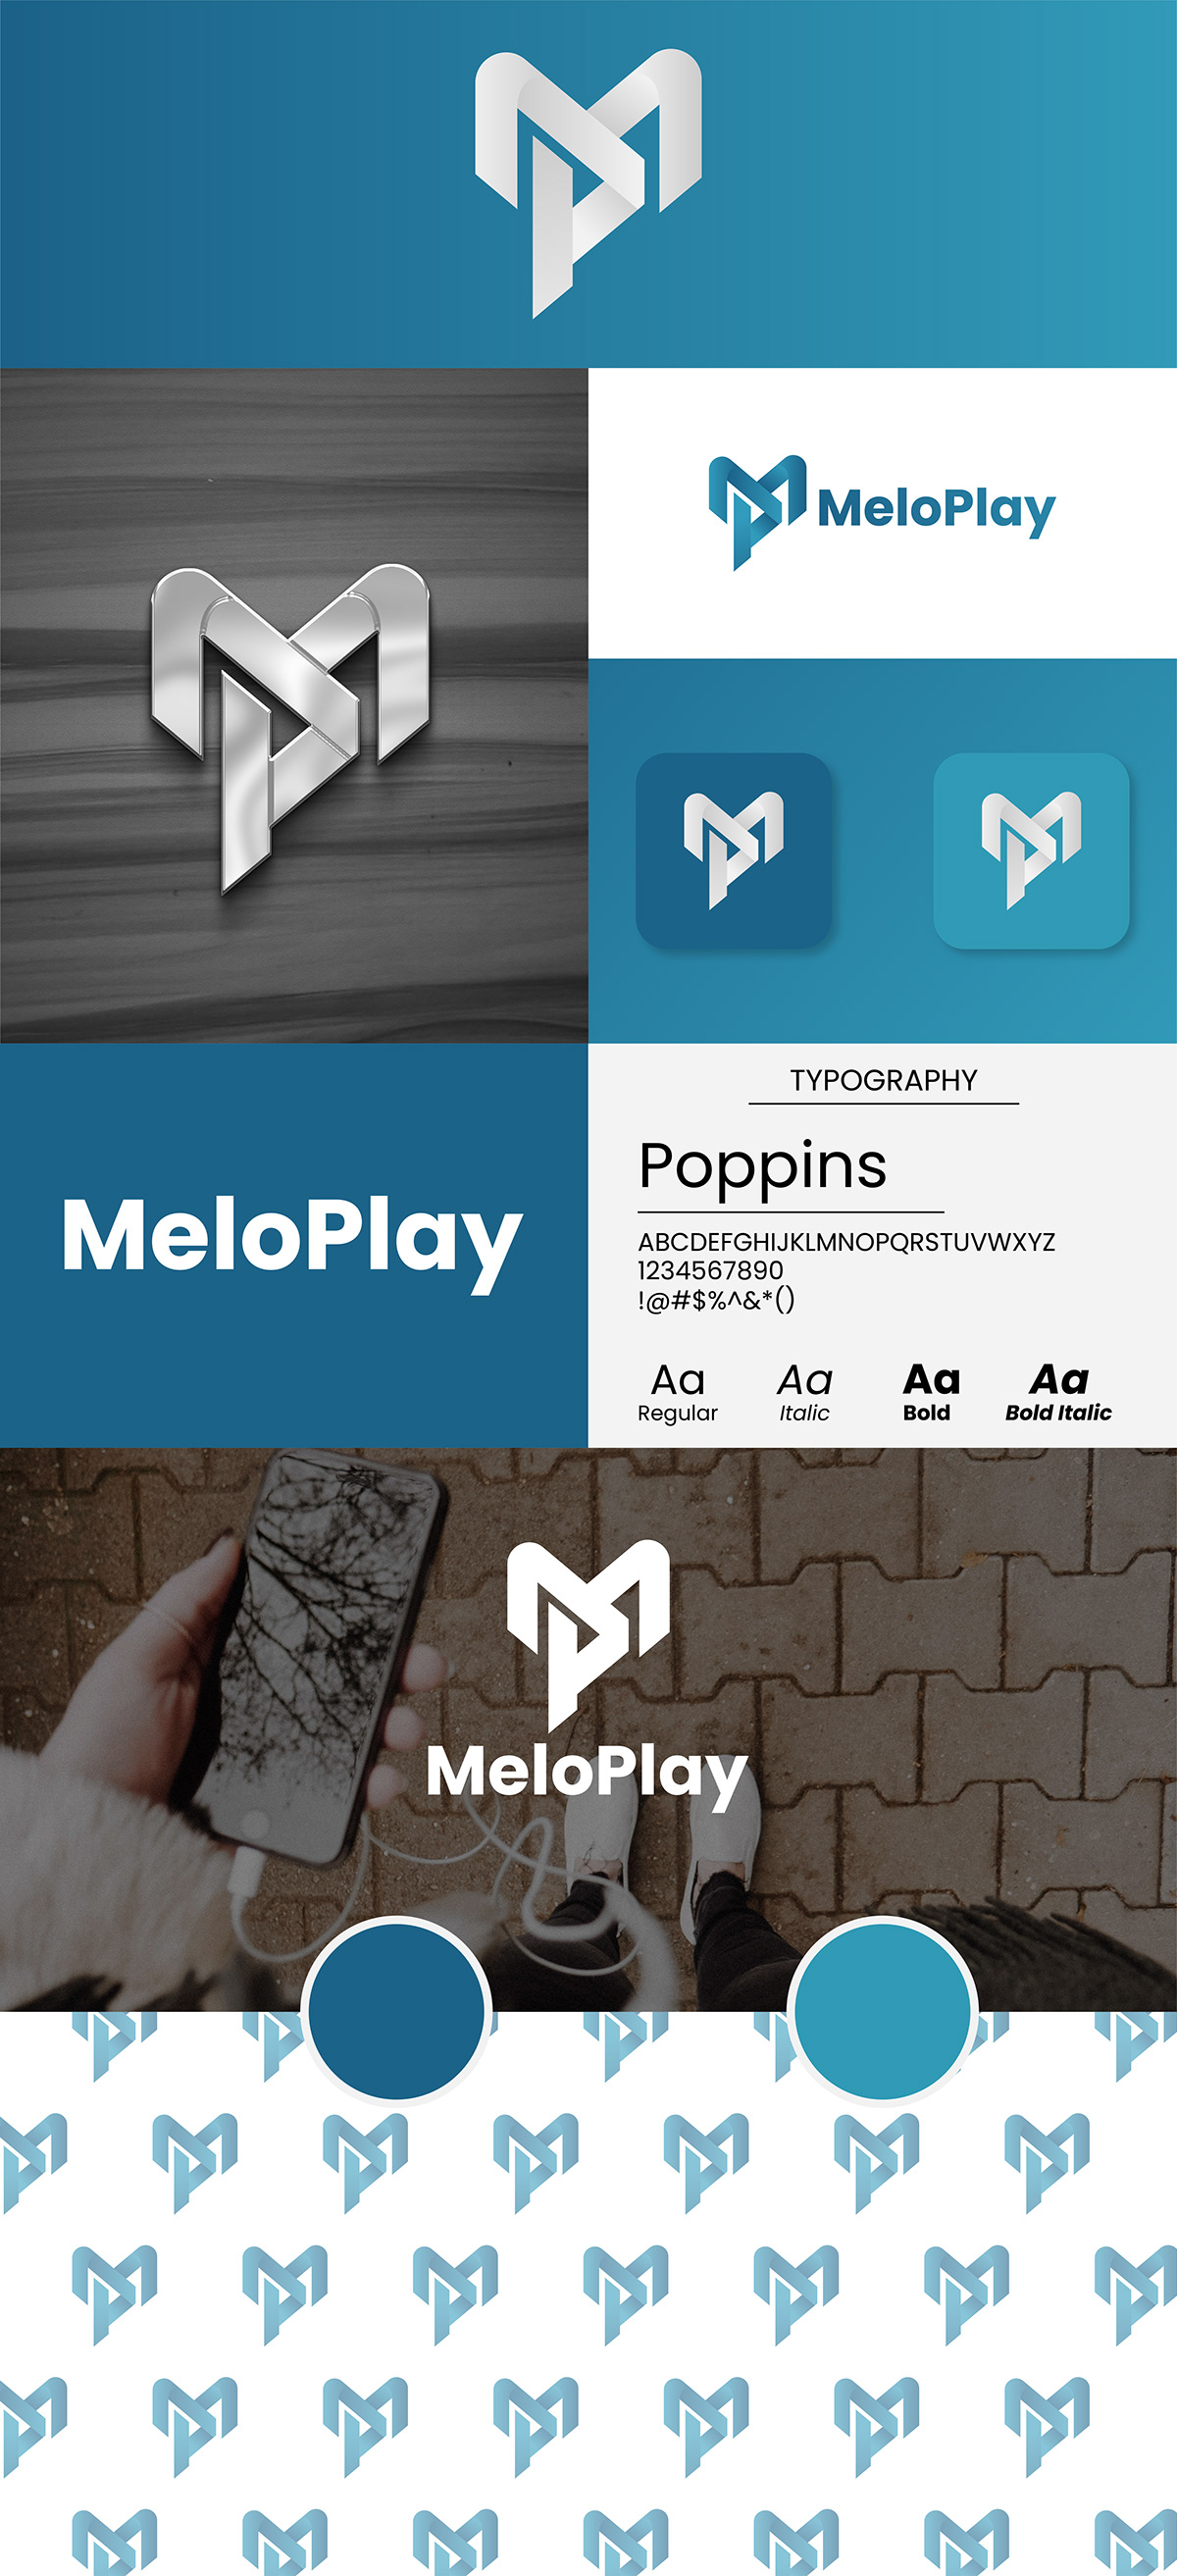 MeloPlay
MeloPlay
TYPOGRAPHY
Poppins
ABCDEFGHIJKLMNOPQRSTUVWXYZ
1234567890
!@#$%^&*()
Aa Aa Aa Aa
Regular Italic Bold Bold Italic
MeloPlay